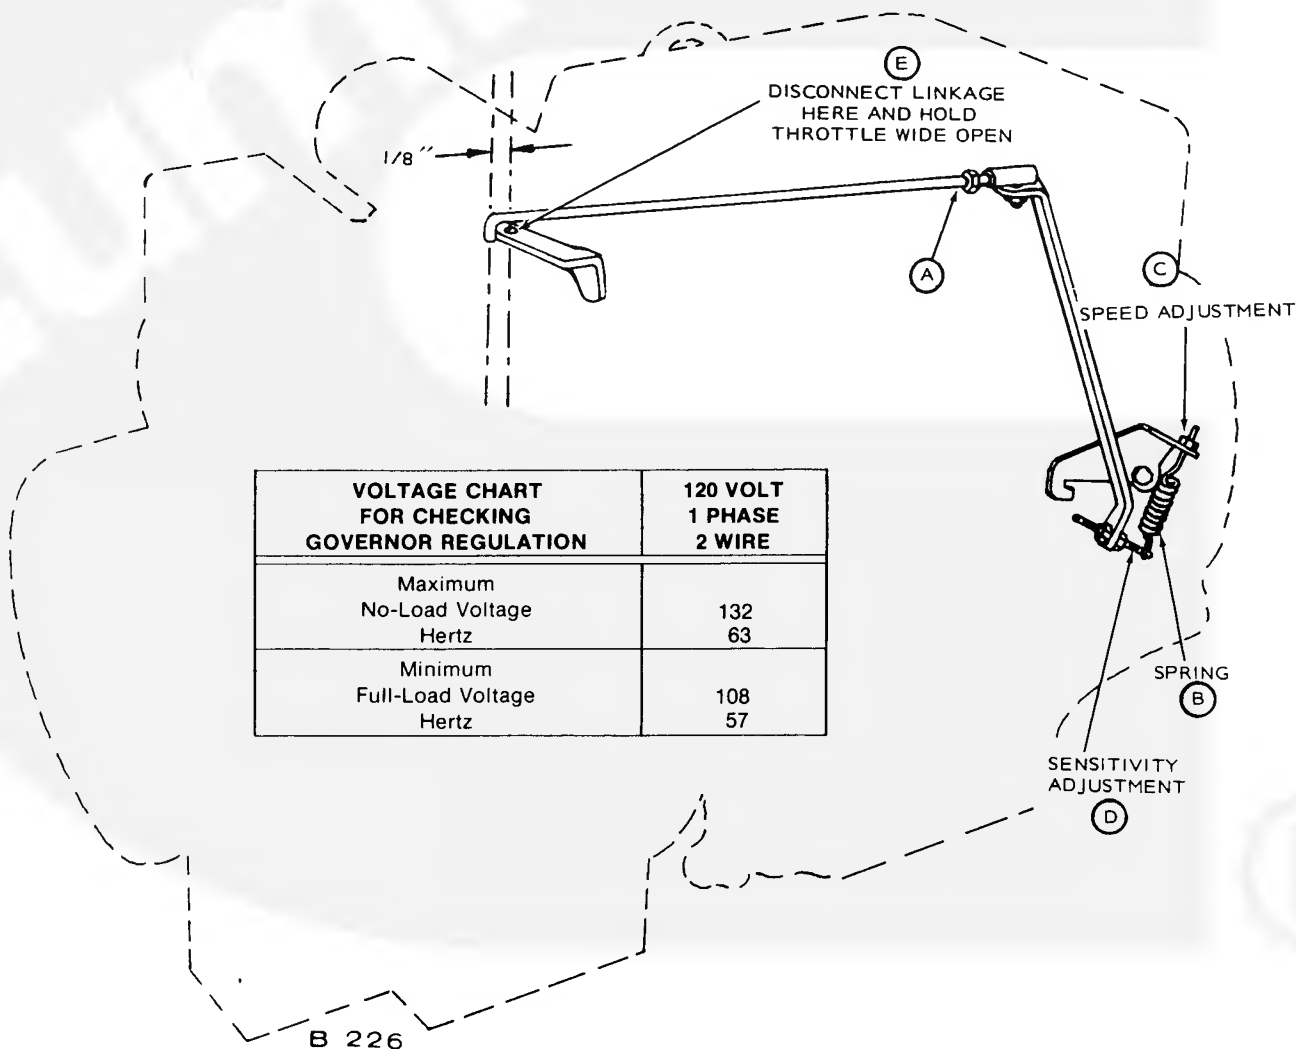 E
DISCONNECT LINKAGE
HERE AND HOLD
THROTTLE WIDE OPEN
1/8"
A
C
SPEED ADJUSTMENT
VOLTAGE CHART
FOR CHECKING
GOVERNOR REGULATION
120 VOLT
1 PHASE
2 WIRE
Maximum
No-Load Voltage 132
Hertz 63
Minimum
Full-Load Voltage 108
Hertz 57
SPRING
B
SENSITIVITY
ADJUSTMENT
D
B 226